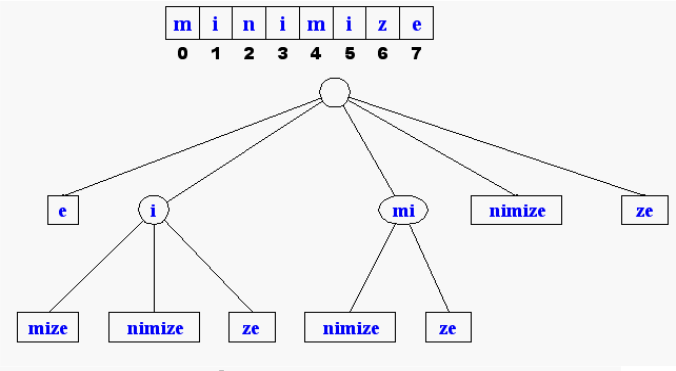 m i n i m i z e
0 1 2 3 4 5 6 7
e i mi nimize ze
mize nimize ze nimize ze